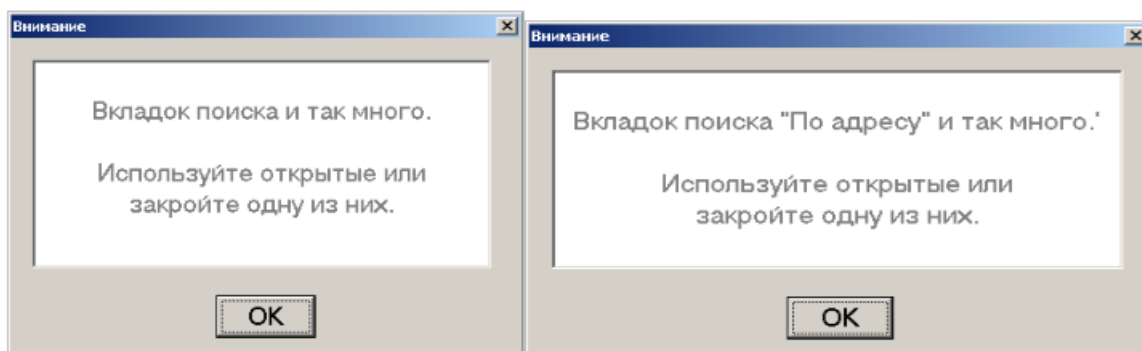 Внимание
Вкладок поиска и так много.
Используйте открытые или
закройте одну из них.
OK
Внимание
Вкладок поиска "По адресу" и так много.'
Используйте открытые или
закройте одну из них.
OK